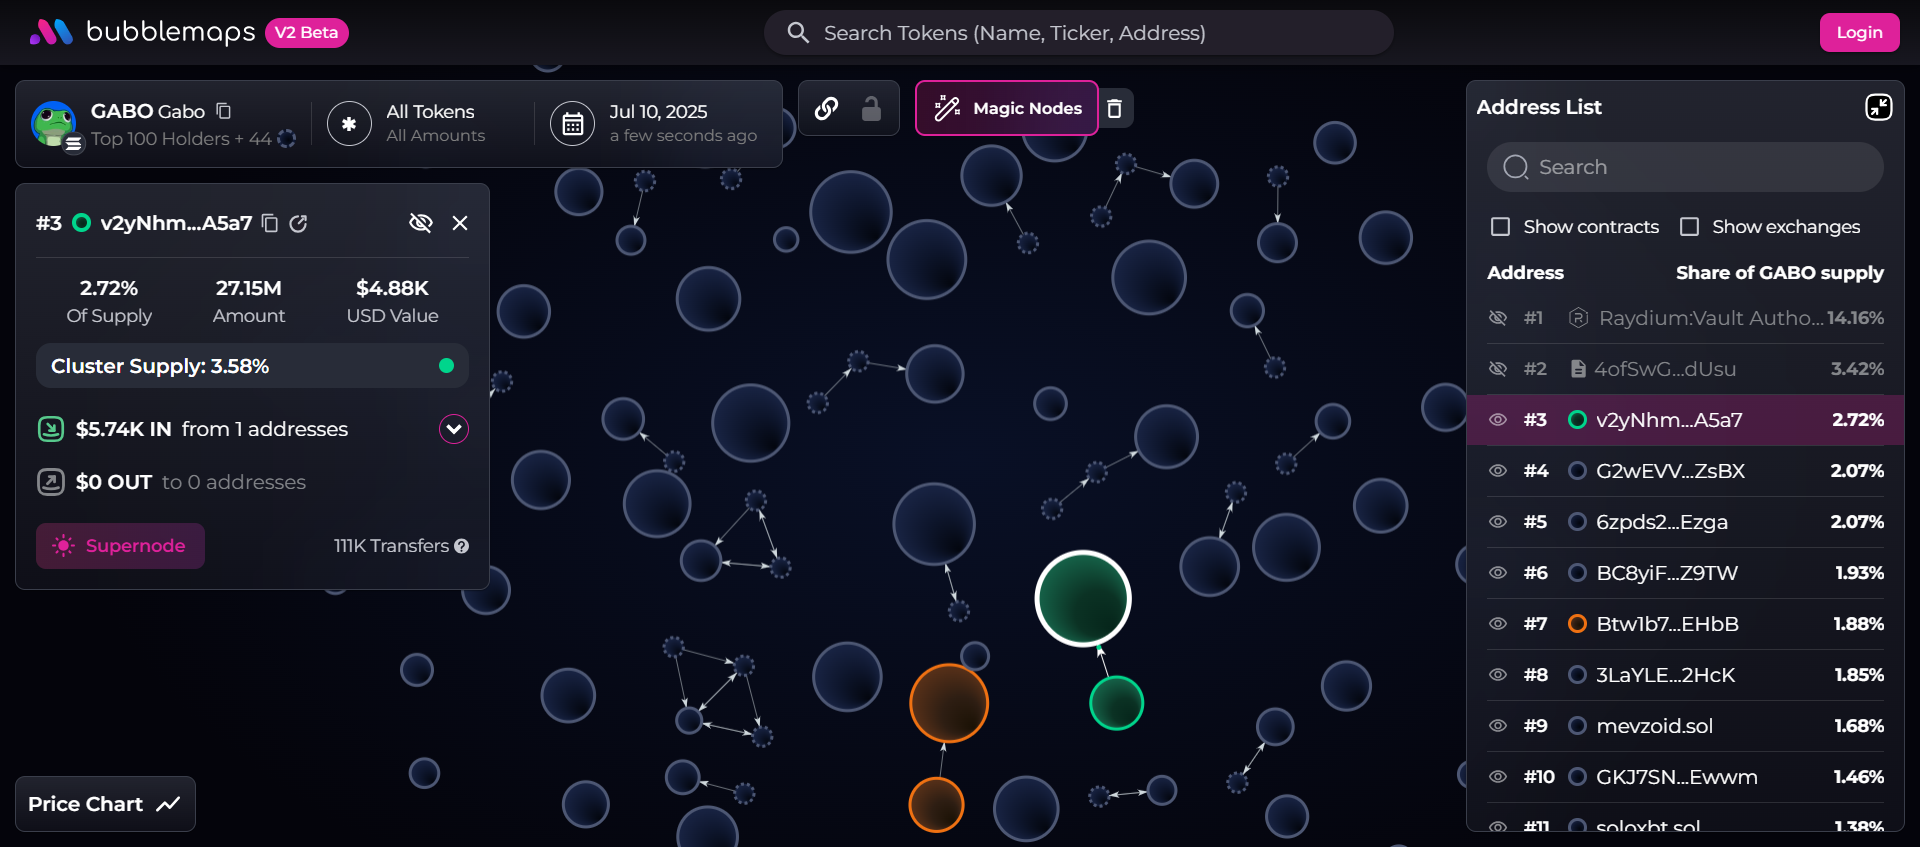 bubblemaps V2 Beta
Search Tokens (Name, Ticker, Address)
Login
GABO Gabo
Top 100 Holders + 44
All Tokens
All Amounts
Jul 10, 2025
a few seconds ago
Magic Nodes
#3 v2yNhm...A5a7
2.72% 27.15M $4.88K
Of Supply Amount USD Value
Cluster Supply: 3.58%
$5.74K IN from 1 addresses
$0 OUT to 0 addresses
Supernode 111K Transfers ?
Price Chart
Address List
Search
Show contracts Show exchanges
Address Share of GABO supply
#1 Raydium:Vault Autho... 14.16%
#2 4ofSwG...dUsu 3.42%
#3 v2yNhm...A5a7 2.72%
#4 G2wEVV...ZsBX 2.07%
#5 6zpds2...Ezga 2.07%
#6 BC8yiF...Z9TW 1.93%
#7 Btw1b7...EHbB 1.88%
#8 3LaYLE...2HcK 1.85%
#9 mevzoid.sol 1.68%
#10 GKJ7SN...Ewwm 1.46%
#11 soloxbt.sol 1.38%